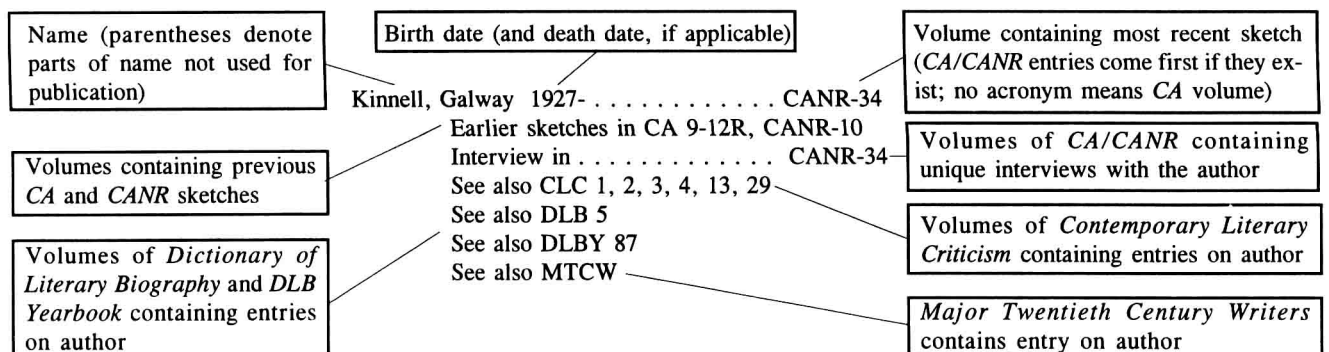 Name (parentheses denote
parts of name not used for
publication)
Birth date (and death date, if applicable)
Volume containing most recent sketch
(CA/CANR entries come first if they ex-
ist; no acronym means CA volume)
Kinnell, Galway 1927- . . . . . . . . . . . . . CANR-34
Earlier sketches in CA 9-12R, CANR-10
Interview in . . . . . . . . . . . . . CANR-34
See also CLC 1, 2, 3, 4, 13, 29
See also DLB 5
See also DLBY 87
See also MTCW
Volumes containing previous
CA and CANR sketches
Volumes of Dictionary of
Literary Biography and DLB
Yearbook containing entries
on author
Volumes of CA/CANR containing
unique interviews with the author
Volumes of Contemporary Literary
Criticism containing entries on author
Major Twentieth Century Writers
contains entry on author